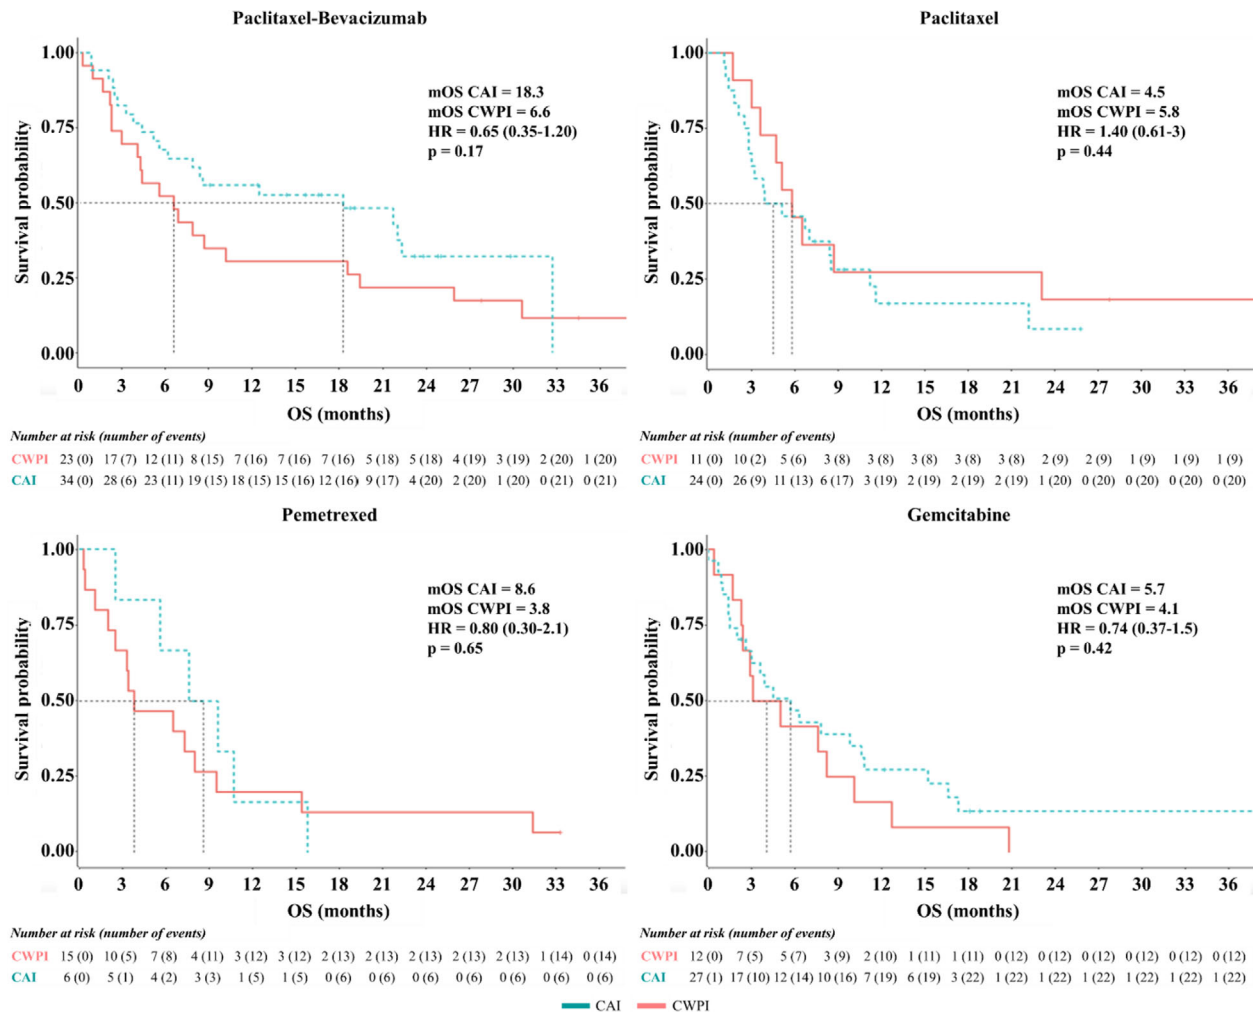 Paclitaxel-Bevacizumab
1.00
0.75
0.50
0.25
0.00
Survival probability
mOS CAI = 18.3
mOS CWPI = 6.6
HR = 0.65 (0.35-1.20)
p = 0.17
0 3 6 9 12 15 18 21 24 27 30 33 36
OS (months)
Number at risk (number of events)
CWPI 23 (0) 17 (7) 12 (11) 8 (15) 7 (16) 7 (16) 7 (16) 5 (18) 5 (18) 4 (19) 3 (19) 2 (20) 1 (20)
CAI 34 (0) 28 (6) 23 (11) 19 (15) 18 (15) 15 (16) 12 (16) 9 (17) 4 (20) 2 (20) 1 (20) 0 (21) 0 (21)
Paclitaxel
1.00
0.75
0.50
0.25
0.00
Survival probability
mOS CAI = 4.5
mOS CWPI = 5.8
HR = 1.40 (0.61-3)
p = 0.44
0 3 6 9 12 15 18 21 24 27 30 33 36
OS (months)
Number at risk (number of events)
CWPI 11 (0) 10 (2) 5 (6) 3 (8) 3 (8) 3 (8) 3 (8) 3 (8) 2 (9) 2 (9) 1 (9) 1 (9) 1 (9)
CAI 24 (0) 26 (9) 11 (13) 6 (17) 3 (19) 2 (19) 2 (19) 2 (19) 1 (20) 0 (20) 0 (20) 0 (20) 0 (20)
Pemetrexed
1.00
0.75
0.50
0.25
0.00
Survival probability
mOS CAI = 8.6
mOS CWPI = 3.8
HR = 0.80 (0.30-2.1)
p = 0.65
0 3 6 9 12 15 18 21 24 27 30 33 36
OS (months)
Number at risk (number of events)
CWPI 15 (0) 10 (5) 7 (8) 4 (11) 3 (12) 3 (12) 2 (13) 2 (13) 2 (13) 2 (13) 2 (13) 1 (14) 0 (14)
CAI 6 (0) 5 (1) 4 (2) 3 (3) 1 (5) 1 (5) 0 (6) 0 (6) 0 (6) 0 (6) 0 (6) 0 (6) 0 (6)
Gemcitabine
1.00
0.75
0.50
0.25
0.00
Survival probability
mOS CAI = 5.7
mOS CWPI = 4.1
HR = 0.74 (0.37-1.5)
p = 0.42
0 3 6 9 12 15 18 21 24 27 30 33 36
OS (months)
Number at risk (number of events)
CWPI 12 (0) 7 (5) 5 (7) 3 (9) 2 (10) 1 (11) 1 (11) 0 (12) 0 (12) 0 (12) 0 (12) 0 (12) 0 (12)
CAI 27 (1) 17 (10) 12 (14) 10 (16) 7 (19) 6 (19) 3 (22) 1 (22) 1 (22) 1 (22) 1 (22) 1 (22) 1 (22)
CAI CWPI